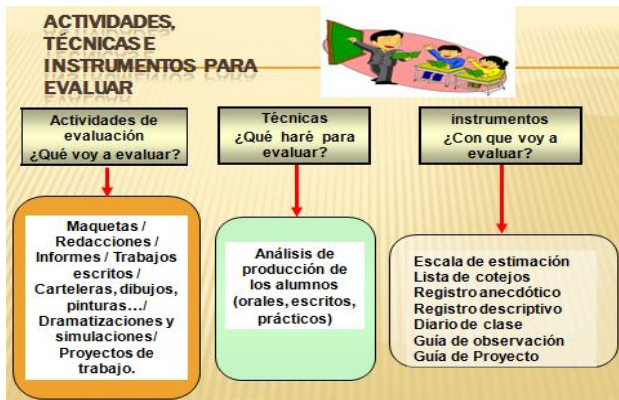 ACTIVIDADES,
TÉCNICAS E
INSTRUMENTOS PARA
EVALUAR
Actividades de
evaluación
¿Qué voy a evaluar?
Técnicas
¿Qué haré para
evaluar?
instrumentos
¿Con que voy a
evaluar?
Maquetas /
Redacciones /
Informes / Trabajos
escritos /
Carteleras, dibujos,
pinturas…/
Dramatizaciones y
simulaciones/
Proyectos de
trabajo.
Análisis de
producción de
los alumnos
(orales, escritos,
prácticos)
Escala de estimación
Lista de cotejos
Registro anecdótico
Registro descriptivo
Diario de clase
Guía de observación
Guía de Proyecto